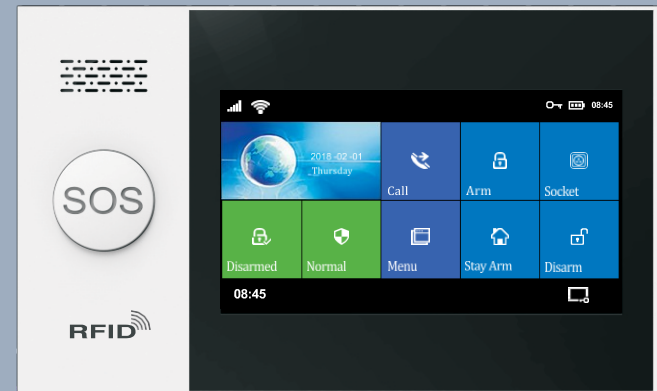 08:45
2018-02-01
Thursday
Call
Arm
Socket
SOS
Disarmed
Normal
Menu
Stay Arm
Disarm
08:45
RFID